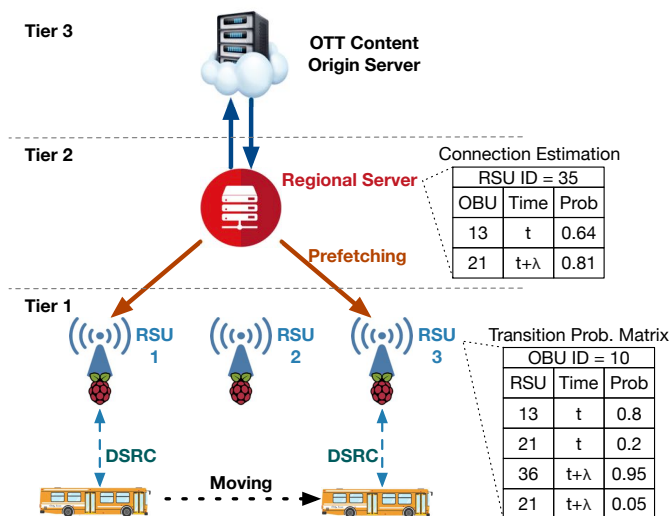 Tier 3
OTT Content
Origin Server
Tier 2
Regional Server
Connection Estimation
RSU ID = 35
OBU Time Prob
13 t 0.64
21 t+λ 0.81
Prefetching
Tier 1
RSU
1
RSU
2
RSU
3
Transition Prob. Matrix
OBU ID = 10
RSU Time Prob
13 t 0.8
21 t 0.2
36 t+λ 0.95
21 t+λ 0.05
DSRC
DSRC
Moving